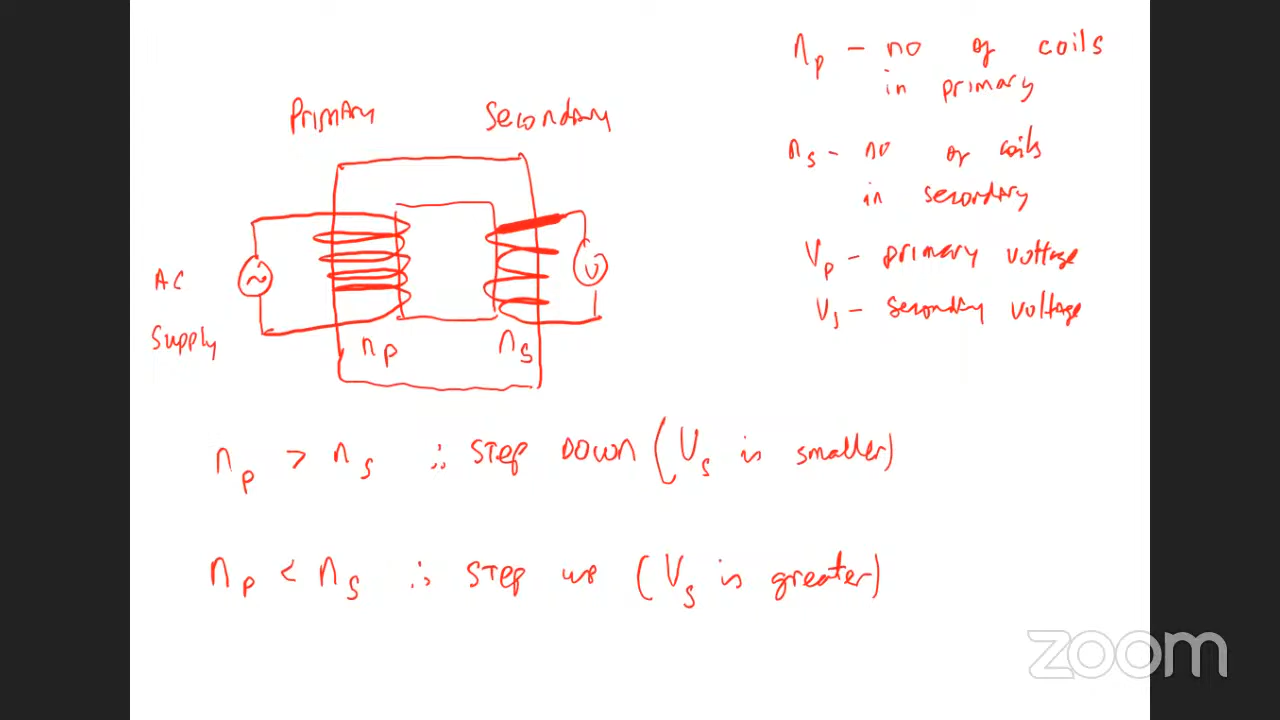 np - no of coils
in primary
Primary
Secondary
ns - no of coils
in secondary
Vp - primary voltage
AC
~
V
Vs - secondary voltage
Supply
np
ns
np > ns ∴ STEP DOWN (Vs is smaller)
np < ns ∴ STEP up (Vs is greater)
zoom